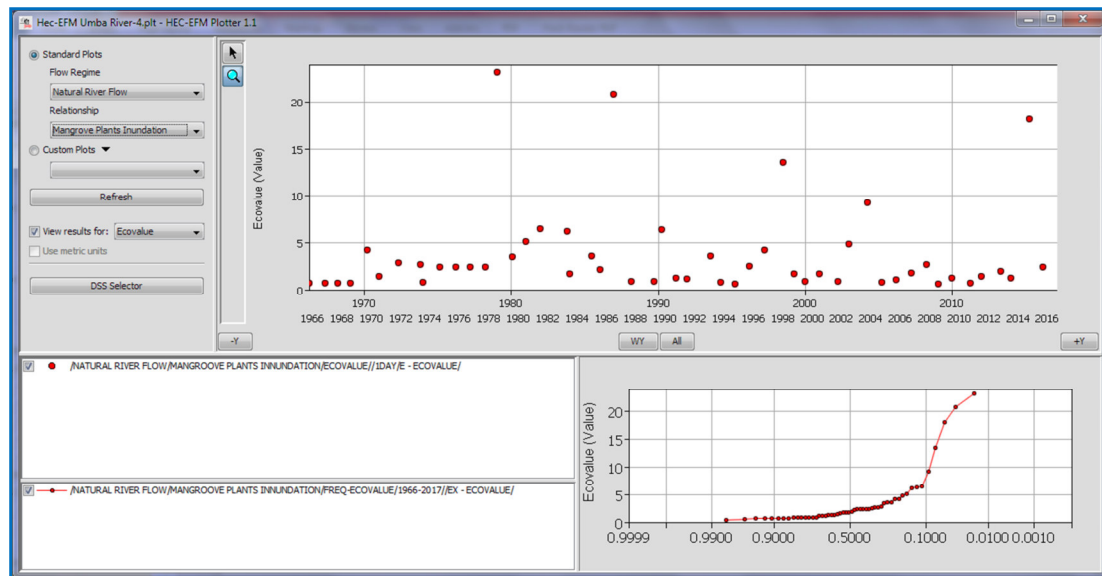 Hec-EFM Umba River-4.plt - HEC-EFM Plotter 1.1
Standard Plots
Flow Regime
Natural River Flow
Relationship
Mangrove Plants Inundation
Custom Plots
Refresh
View results for: Ecovalue
Use metric units
DSS Selector
Ecovalue (Value)
20
15
10
5
0
1970 1980 1990 2000 2010
1966 1968 1970 1972 1974 1976 1978 1980 1982 1984 1986 1988 1990 1992 1994 1996 1998 2000 2002 2004 2006 2008 2010 2012 2014 2016
-Y WY All +Y
/NATURAL RIVER FLOW/MANGROOVE PLANTS INNUNDATION/ECOVALUE//1DAY/E - ECOVALUE/
/NATURAL RIVER FLOW/MANGROOVE PLANTS INNUNDATION/FREQ-ECOVALUE/1966-2017//EX - ECOVALUE/
Ecovalue (Value)
20
15
10
5
0
0.9999 0.9900 0.9000 0.5000 0.1000 0.0100 0.0010